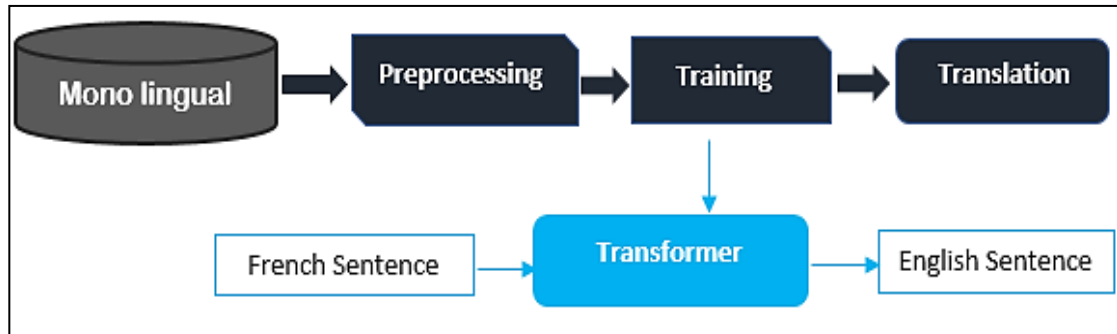 Mono lingual
Preprocessing
Training
Translation
French Sentence
Transformer
English Sentence